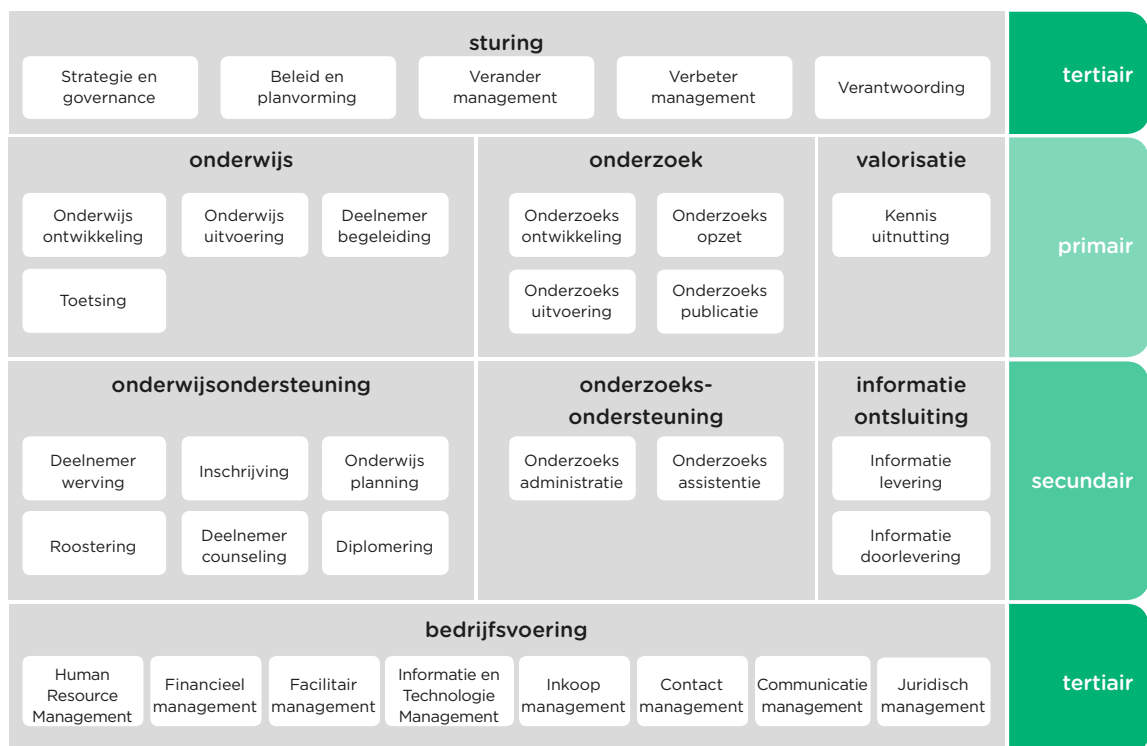 sturing
Strategie en
governance
Beleid en
planvorming
Verander
management
Verbeter
management
Verantwoording
tertiair
onderwijs
Onderwijs
ontwikkeling
Onderwijs
uitvoering
Deelnemer
begeleiding
Toetsing
onderzoek
Onderzoeks
ontwikkeling
Onderzoeks
opzet
Onderzoeks
uitvoering
Onderzoeks
publicatie
valorisatie
Kennis
uitnutting
primair
onderwijsondersteuning
Deelnemer
werving
Inschrijving
Onderwijs
planning
Roostering
Deelnemer
counseling
Diplomering
onderzoeks-
ondersteuning
Onderzoeks
administratie
Onderzoeks
assistentie
informatie
ontsluiting
Informatie
levering
Informatie
doorlevering
secundair
bedrijfsvoering
Human
Resource
Management
Financieel
management
Facilitair
management
Informatie en
Technologie
Management
Inkoop
management
Contact
management
Communicatie
management
Juridisch
management
tertiair